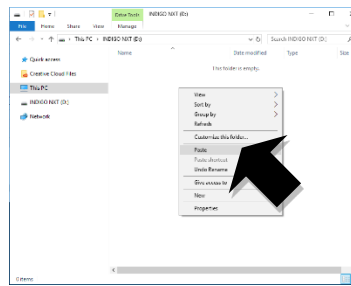 Drive Tools INDIGO NXT (D:)
File Home Share View Manage
This PC > INDIGO NXT (D:)
Search INDIGO NXT (D:)
Name Date modified Type Size
This folder is empty.
Quick access
Creative Cloud Files
This PC
INDIGO NXT (D:)
Network
View
Sort by
Group by
Refresh
Customize this folder...
Paste
Paste shortcut
Undo Rename
Give access to
New
Properties
0 items